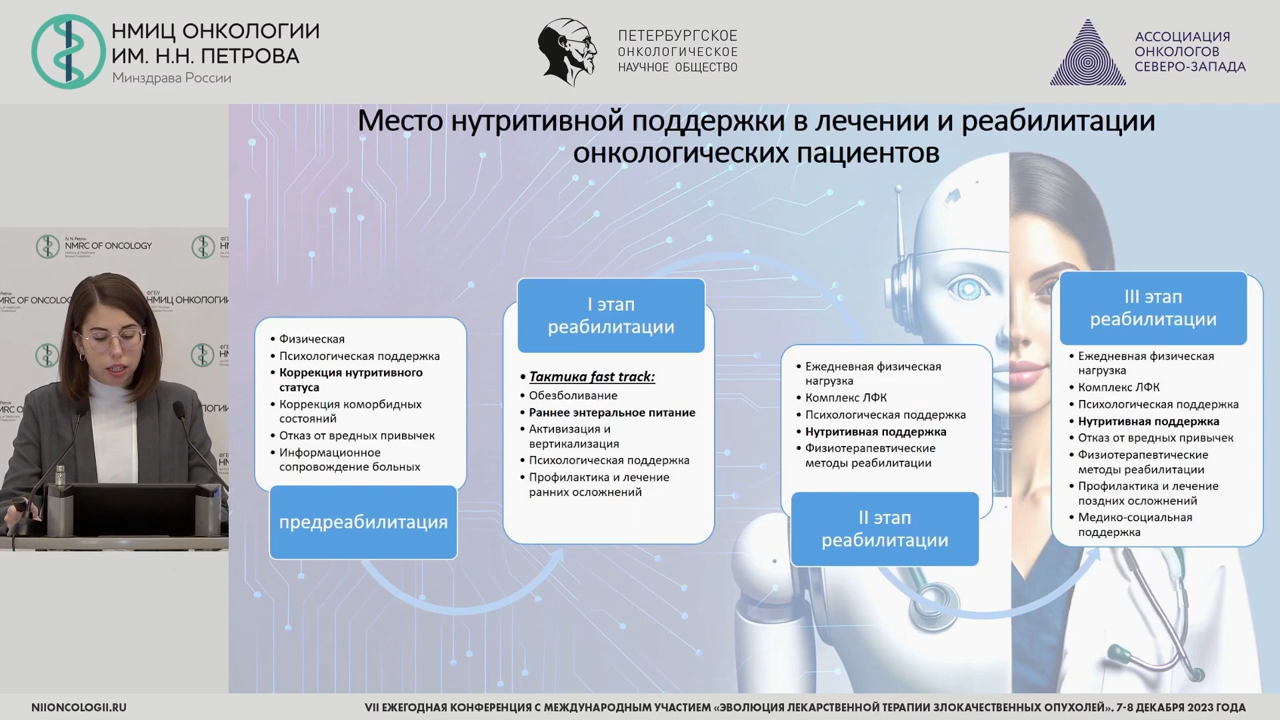 НМИЦ ОНКОЛОГИИ
ИМ. Н.Н. ПЕТРОВА
Минздрава России
ПЕТЕРБУРГСКОЕ
ОНКОЛОГИЧЕСКОЕ
НАУЧНОЕ ОБЩЕСТВО
АССОЦИАЦИЯ
ОНКОЛОГОВ
СЕВЕРО-ЗАПАДА
Место нутритивной поддержки в лечении и реабилитации
онкологических пациентов
NMRC OF ONCOLOGY
NMRC OF ONCOLOGY
НМИЦ ОНКОЛОГИИ
• Физическая
• Психологическая поддержка
• Коррекция нутритивного
статуса
• Коррекция коморбидных
состояний
• Отказ от вредных привычек
• Информационное
сопровождение больных
предреабилитация
I этап
реабилитации
• Тактика fast track:
• Обезболивание
• Раннее энтеральное питание
• Активизация и
вертикализация
• Психологическая поддержка
• Профилактика и лечение
ранних осложнений
• Ежедневная физическая
нагрузка
• Комплекс ЛФК
• Психологическая поддержка
• Нутритивная поддержка
• Физиотерапевтические
методы реабилитации
II этап
реабилитации
III этап
реабилитации
• Ежедневная физическая
нагрузка
• Комплекс ЛФК
• Психологическая поддержка
• Нутритивная поддержка
• Отказ от вредных привычек
• Физиотерапевтические
методы реабилитации
• Профилактика и лечение
поздних осложнений
• Медико-социальная
поддержка
NIIONCOLOGII.RU
VII ЕЖЕГОДНАЯ КОНФЕРЕНЦИЯ С МЕЖДУНАРОДНЫМ УЧАСТИЕМ «ЭВОЛЮЦИЯ ЛЕКАРСТВЕННОЙ ТЕРАПИИ ЗЛОКАЧЕСТВЕННЫХ ОПУХОЛЕЙ». 7-8 ДЕКАБРЯ 2023 ГОДА